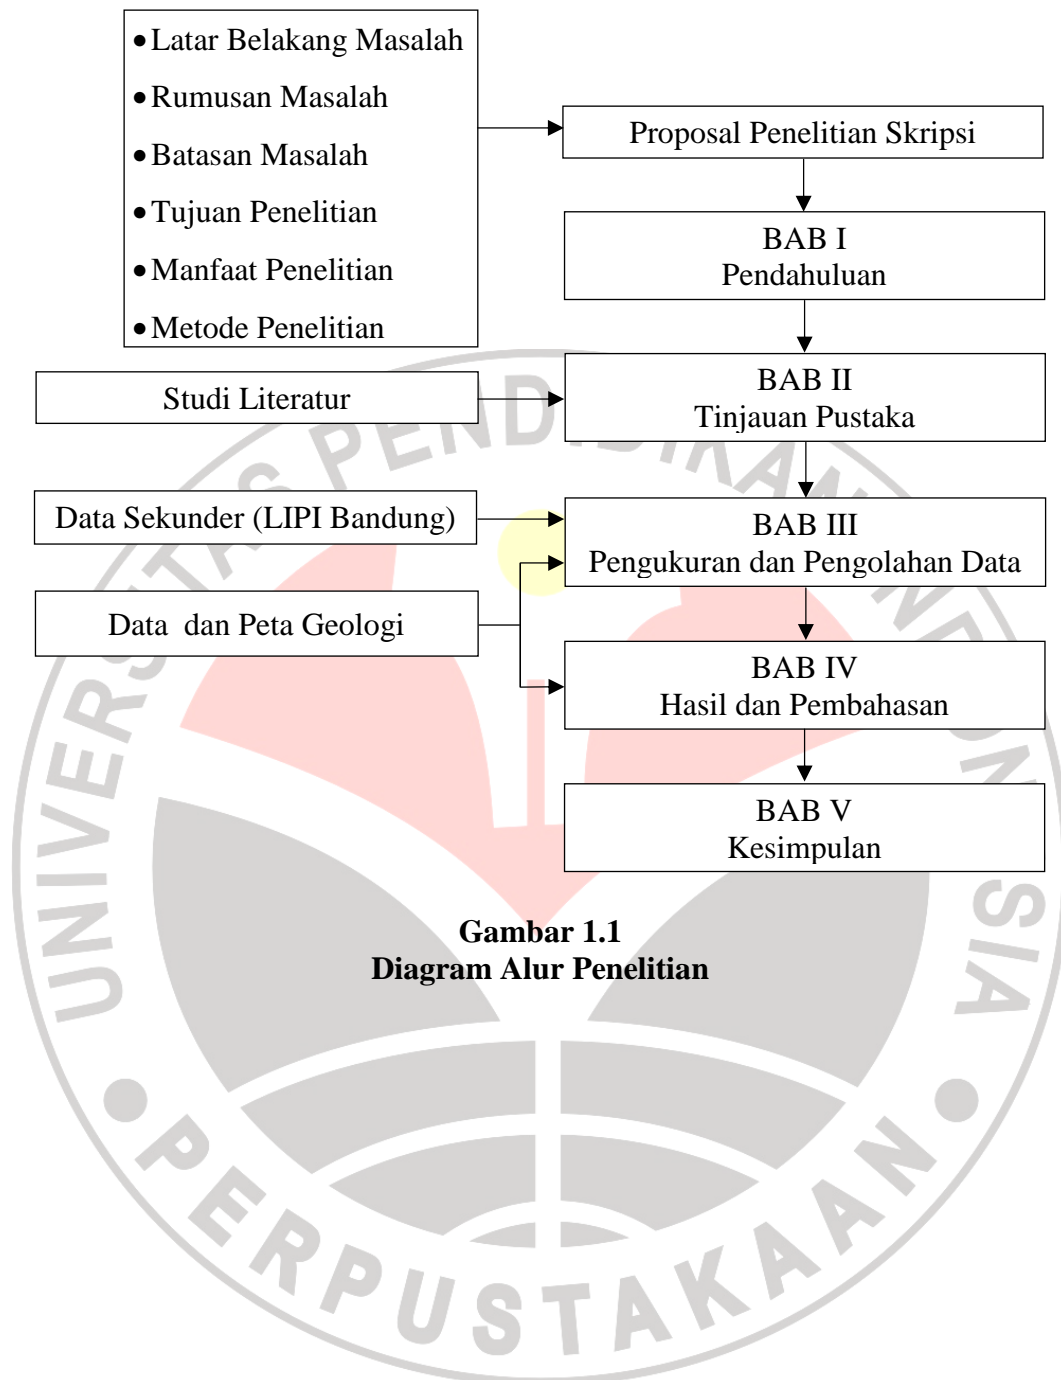 • Latar Belakang Masalah
• Rumusan Masalah
• Batasan Masalah
• Tujuan Penelitian
• Manfaat Penelitian
• Metode Penelitian
Proposal Penelitian Skripsi
BAB I
Pendahuluan
Studi Literatur
BAB II
Tinjauan Pustaka
Data Sekunder (LIPI Bandung)
BAB III
Pengukuran dan Pengolahan Data
Data dan Peta Geologi
BAB IV
Hasil dan Pembahasan
BAB V
Kesimpulan
Gambar 1.1
Diagram Alur Penelitian
UNIVERSITAS PENDIDIKAN INDONESIA
PERPUSTAKAAN